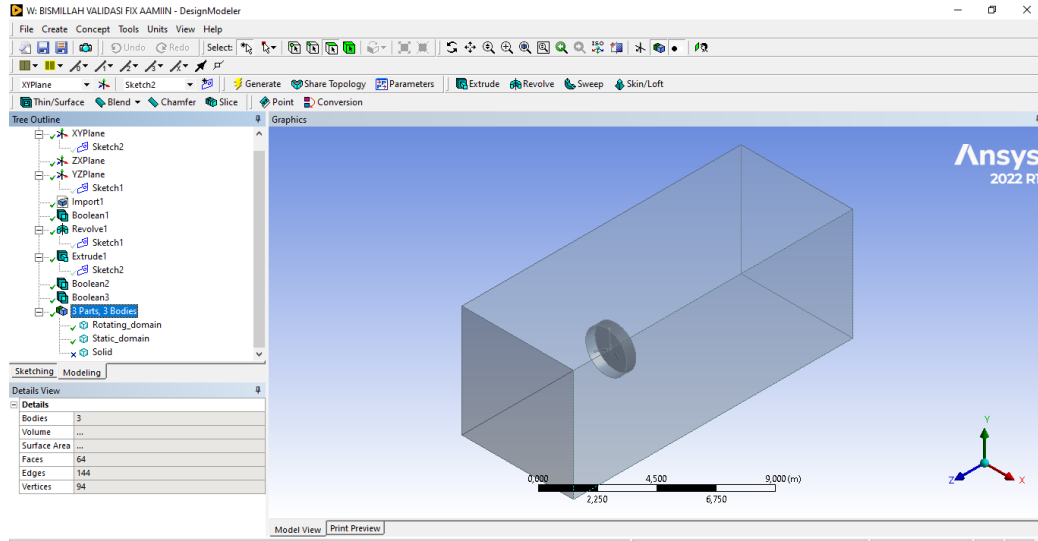 W: BISMILLAH VALIDASI FIX AAMIIN - DesignModeler
File Create Concept Tools Units View Help
Undo Redo Select:
XYPlane Sketch2 Generate Share Topology Parameters Extrude Revolve Sweep Skin/Loft
Thin/Surface Blend Chamfer Slice Point Conversion
Tree Outline
XYPlane
Sketch2
ZXPlane
YZPlane
Sketch1
Import1
Boolean1
Revolve1
Sketch1
Extrude1
Sketch2
Boolean2
Boolean3
3 Parts, 3 Bodies
Rotating_domain
Static_domain
Solid
Sketching Modeling
Details View
Details
Bodies 3
Volume ...
Surface Area ...
Faces 64
Edges 144
Vertices 94
Graphics
Ansys
2022 R1
0,000 4,500 9,000 (m)
2,250 6,750
Y
Z X
Model View Print Preview